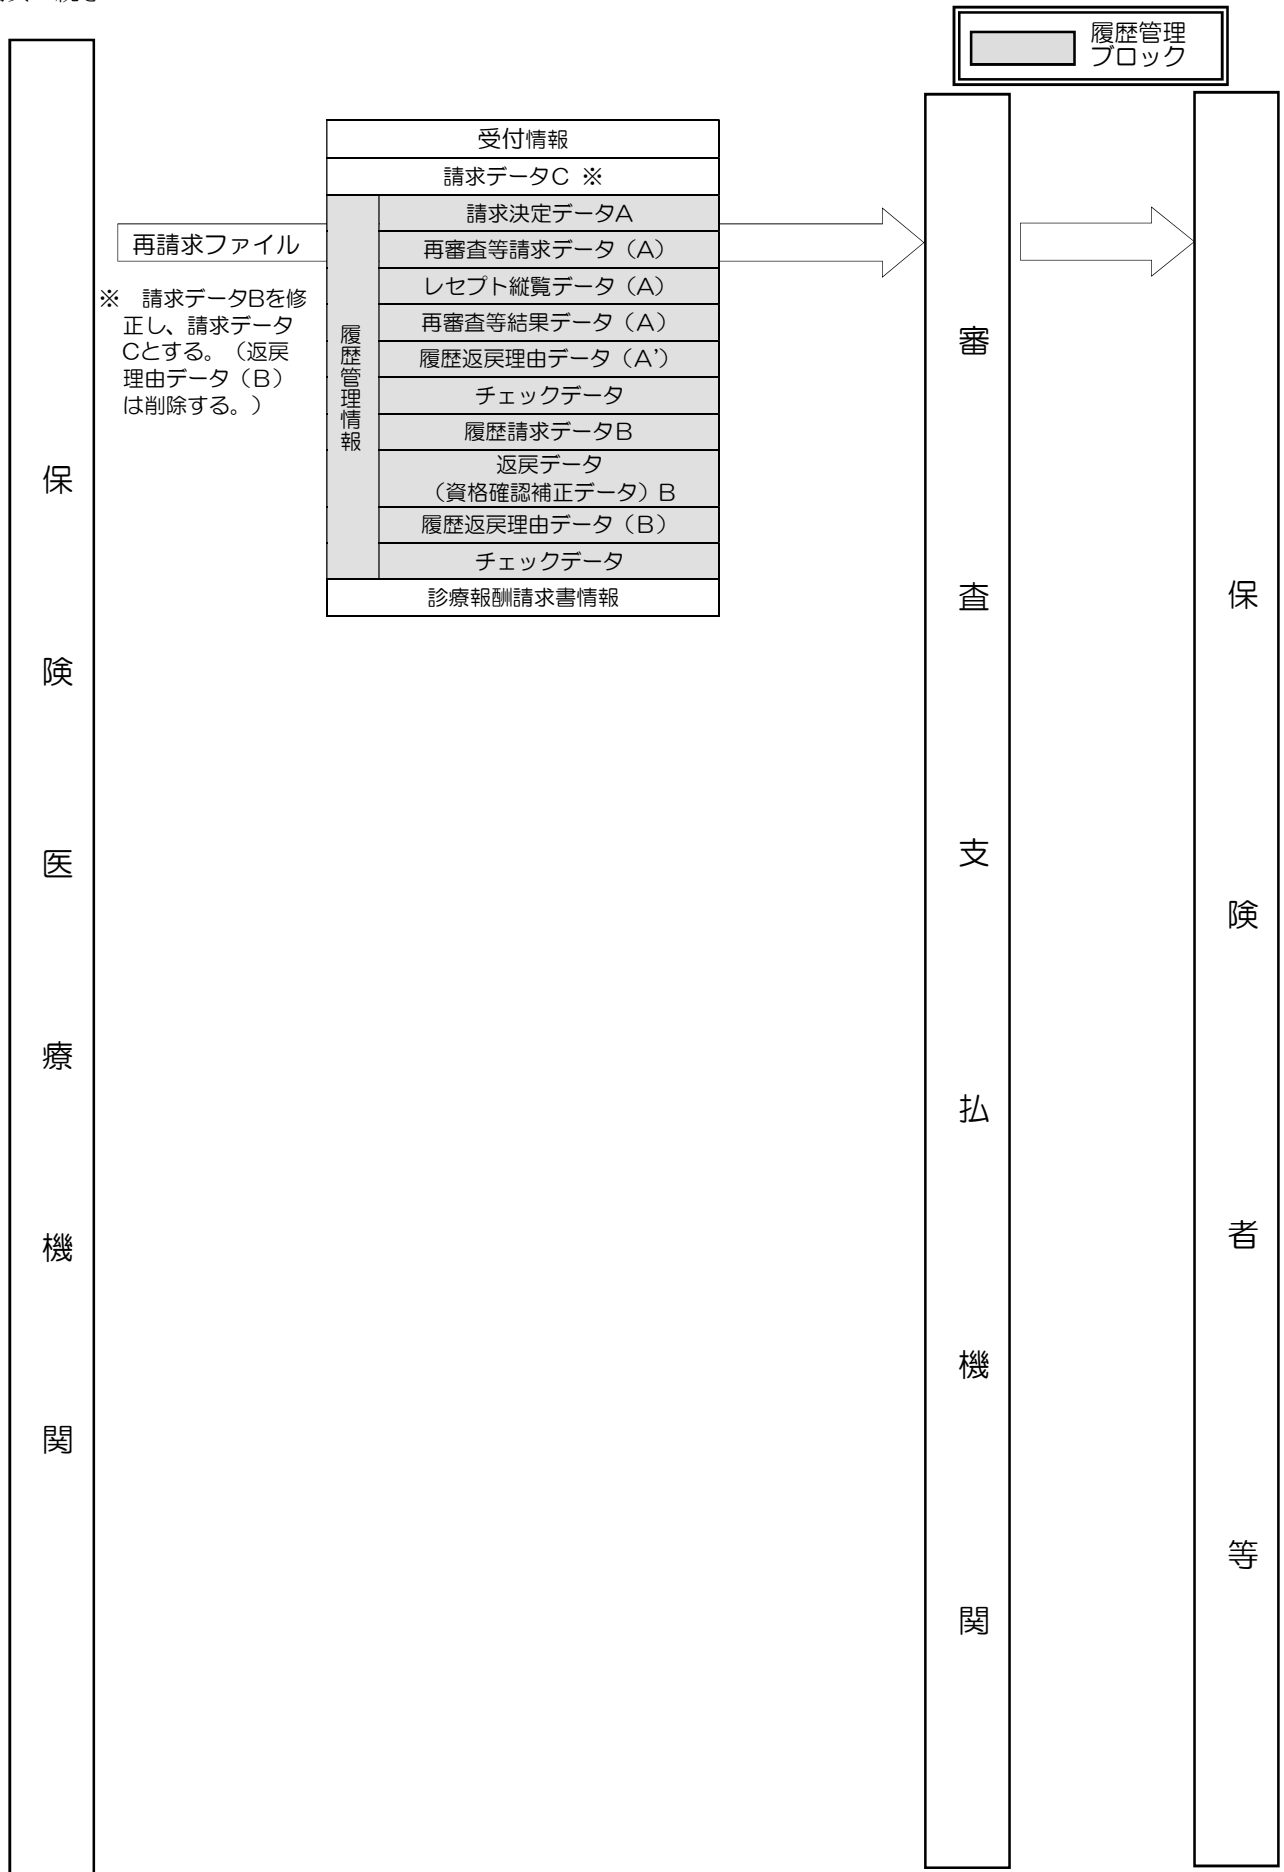 履歴管理
ブロック
受付情報
請求データC ※
請求決定データA
再審査等請求データ(A)
レセプト縦覧データ(A)
再審査等結果データ(A)
履歴返戻理由データ(A’)
チェックデータ
履歴請求データB
返戻データ
(資格確認補正データ)B
履歴返戻理由データ(B)
チェックデータ
履歴管理情報
診療報酬請求書情報
再請求ファイル
※ 請求データBを修
正し、請求データ
Cとする。(返戻
理由データ(B)
は削除する。)
保険医療機関
審査支払機関
保険者等